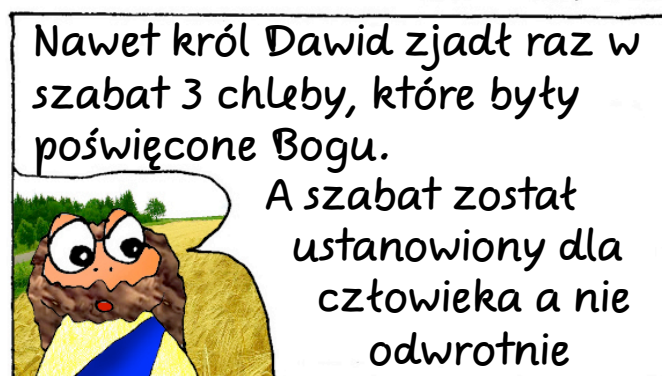 Nawet król Dawid zjadł raz w
szabat 3 chleby, które były
poświęcone Bogu.
A szabat został
ustanowiony dla
człowieka a nie
odwrotnie